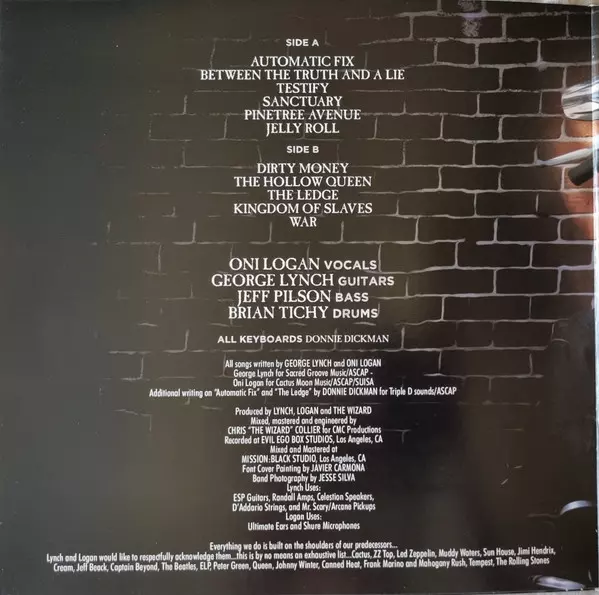 SIDE A
AUTOMATIC FIX
BETWEEN THE TRUTH AND A LIE
TESTIFY
SANCTUARY
PINETREE AVENUE
JELLY ROLL
SIDE B
DIRTY MONEY
THE HOLLOW QUEEN
THE LEDGE
KINGDOM OF SLAVES
WAR
ONI LOGAN VOCALS
GEORGE LYNCH GUITARS
JEFF PILSON BASS
BRIAN TICHY DRUMS
ALL KEYBOARDS DONNIE DICKMAN
All songs written by GEORGE LYNCH and ONI LOGAN
George Lynch for Sacred Groove Music/ASCAP -
Oni Logan for Cactus Moon Music/ASCAP/SUISA
Additional writing on "Automatic Fix" and "The Ledge" by DONNIE DICKMAN for Triple D sounds/ASCAP
Produced by LYNCH, LOGAN and THE WIZARD
Mixed, mastered and engineered by
CHRIS "THE WIZARD" COLLIER for CMC Productions
Recorded at EVIL EGO BOX STUDIOS, Los Angeles, CA
Mixed and Mastered at
MISSION:BLACK STUDIO, Los Angeles, CA
Font Cover Painting by JAVIER CARMONA
Band Photography by JESSE SILVA
Lynch Uses:
ESP Guitars, Randall Amps, Celestion Speakers,
D'Addario Strings, and Mr. Scary/Arcane Pickups
Logan Uses:
Ultimate Ears and Shure Microphones
Everything we do is built on the shoulders of our predecessors...
Lynch and Logan would like to respectfully acknowledge them...this is by no means an exhaustive list...Cactus, ZZ Top, Led Zeppelin, Muddy Waters, Sun House, Jimi Hendrix,
Cream, Jeff Beack, Captain Beyond, The Beatles, ELP, Peter Green, Queen, Johnny Winter, Canned Heat, Frank Marino and Mahogany Rush, Tempest, The Rolling Stones